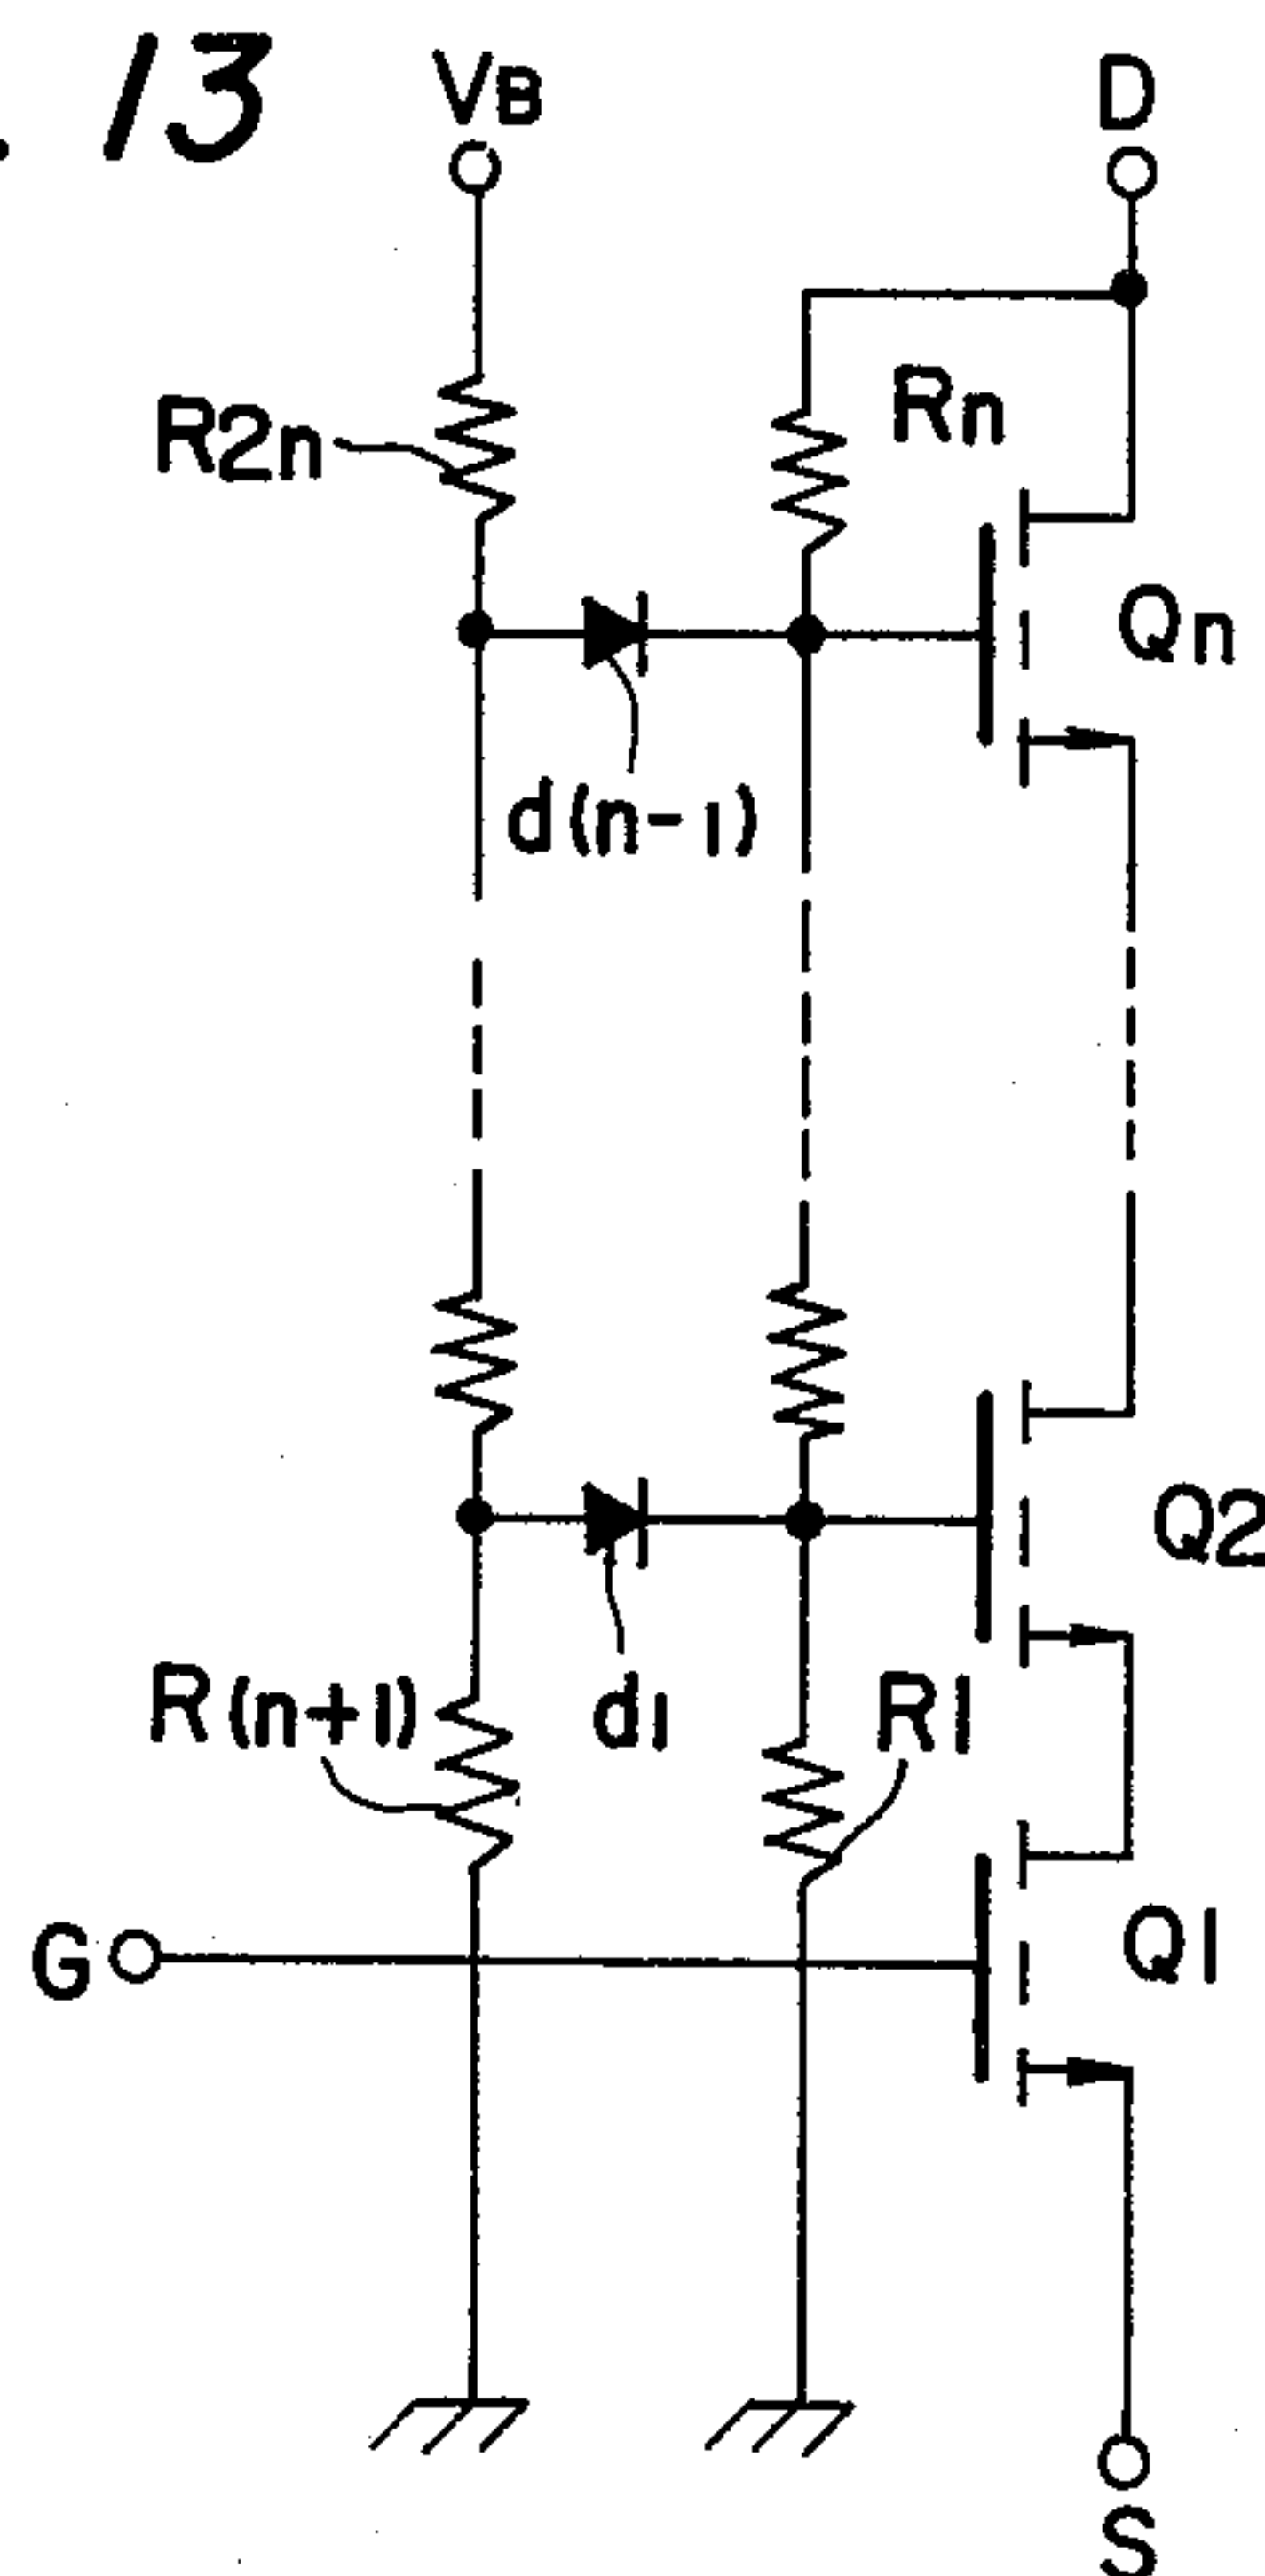 . 13
VB
D
R2n
Rn
Qn
d(n-1)
Q2
R(n+1)
d1
R1
G
Q1
S